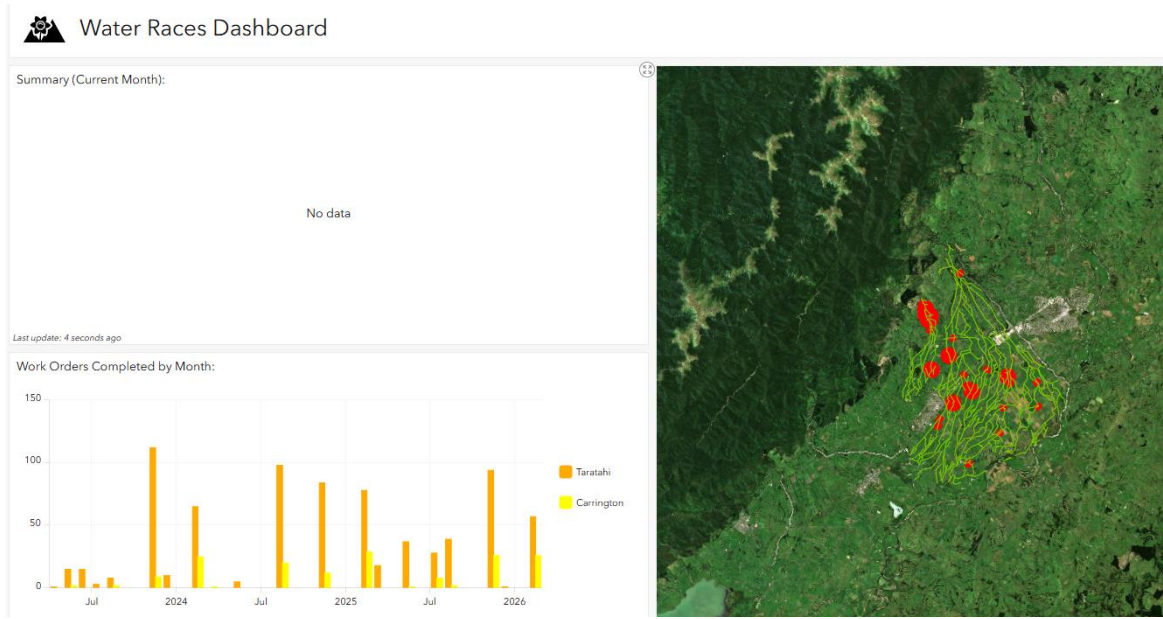 Water Races Dashboard
Summary (Current Month):
No data
Last update: 4 seconds ago
Work Orders Completed by Month:
150
100
50
0
Jul
2024
Jul
2025
Jul
2026
Taratahi
Carrington